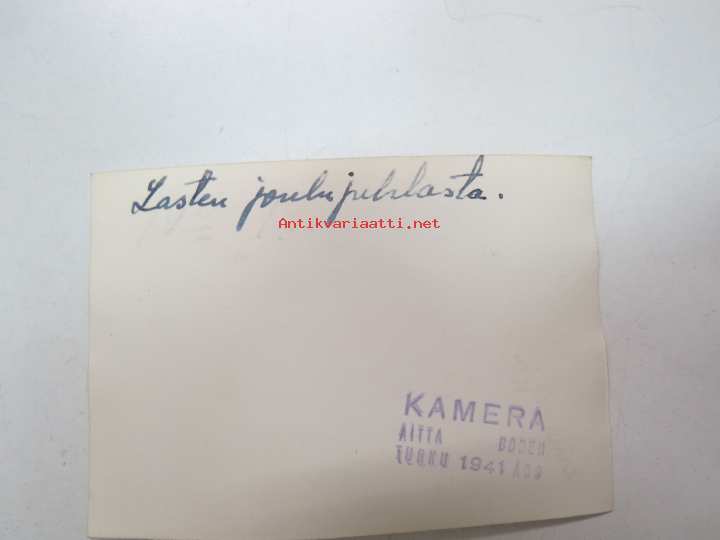 Lasten joulujuhlasta.
Antikvariaatti.net
KAMERA
AITTA BODEN
TURKU 1941 ÅBO